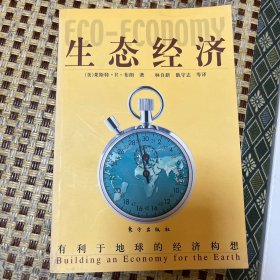 ECO-ECONOMY
生态经济
(美)莱斯特·R·布朗 著 林自新 戢守志 等译
东方出版社
有利于地球的经济构想
Building an Economy for the Earth